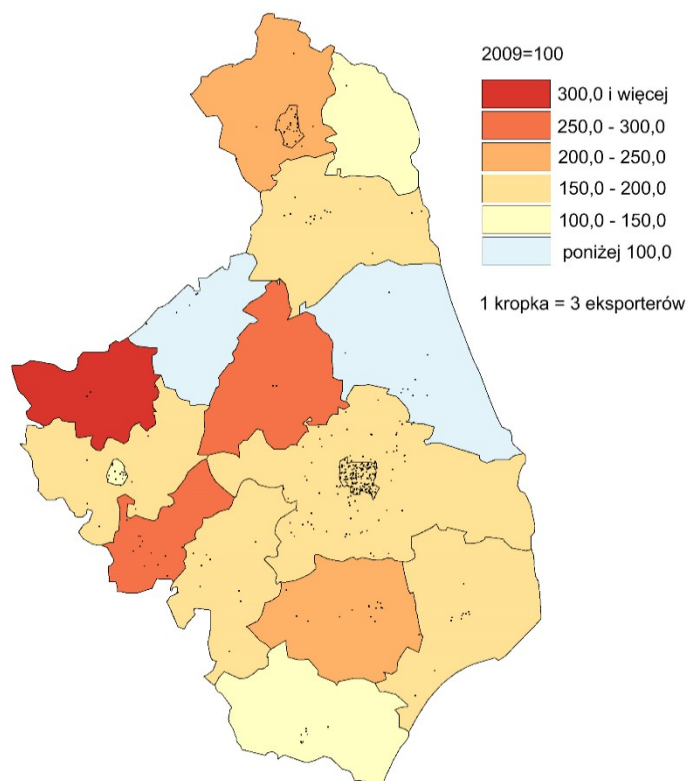 2009=100
300,0 i więcej
250,0 - 300,0
200,0 - 250,0
150,0 - 200,0
100,0 - 150,0
poniżej 100,0
1 kropka = 3 eksporterów